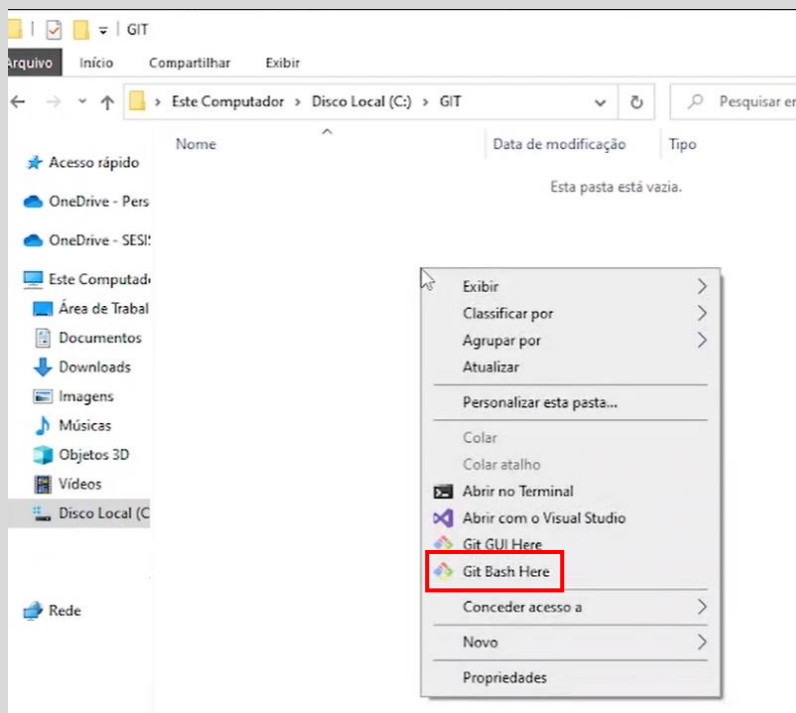 GIT
Arquivo Início Compartilhar Exibir
Este Computador > Disco Local (C:) > GIT
Pesquisar er
Nome Data de modificação Tipo
Esta pasta está vazia.
Acesso rápido
OneDrive - Pers
OneDrive - SESI
Este Computad
Área de Trabal
Documentos
Downloads
Imagens
Músicas
Objetos 3D
Vídeos
Disco Local (C
Rede
Exibir
Classificar por
Agrupar por
Atualizar
Personalizar esta pasta...
Colar
Colar atalho
Abrir no Terminal
Abrir com o Visual Studio
Git GUI Here
Git Bash Here
Conceder acesso a
Novo
Propriedades